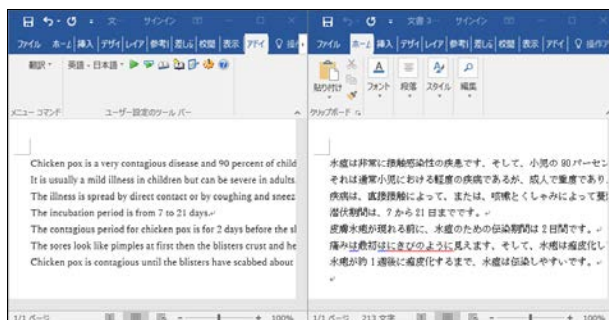 文 サインイン
ファイル ホーム 挿入 デザイ レイア 参考 差し 校閲 表示 アドイ 操作
翻訳 英語 - 日本語
メニュー コマンド ユーザー設定のツール バー
Chicken pox is a very contagious disease and 90 percent of child
It is usually a mild illness in children but can be severe in adults.
The illness is spread by direct contact or by coughing and sneez
The incubation period is from 7 to 21 days.
The contagious period for chicken pox is for 2 days before the s
The sores look like pimples at first then the blisters crust and he
Chicken pox is contagious until the blisters have scabbed about
1/1 ページ 100%
文書 3 サインイン
ファイル ホーム 挿入 デザイ レイア 参考 差し 校閲 表示 アドイ 操作ア
貼り付け フォント 段落 スタイル 編集
クリップボード
水痘は非常に接触感染性の疾患です、そして、小児の 90 パーセン
それは通常小児における軽度の疾病であるが、成人で重度であり、
疾病は、直接接触によって、または、咳嗽とくしゃみによって蔓
潜伏期間は、7 から 21 日までです。
皮膚水疱が現れる前に、水痘のための伝染期間は 2 日間です。
痛みは最初はにきびのように見えます、そして、水疱は痂皮化し
水疱が約 1 週後に痂皮化するまで、水痘は伝染しやすいです。
1/1 ページ 213 文字 100%